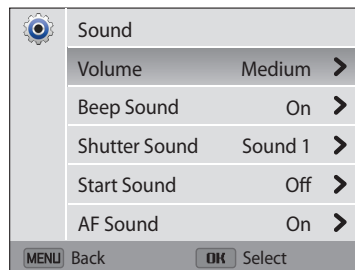 Sound
Volume Medium
Beep Sound On
Shutter Sound Sound 1
Start Sound Off
AF Sound On
MENU Back OK Select